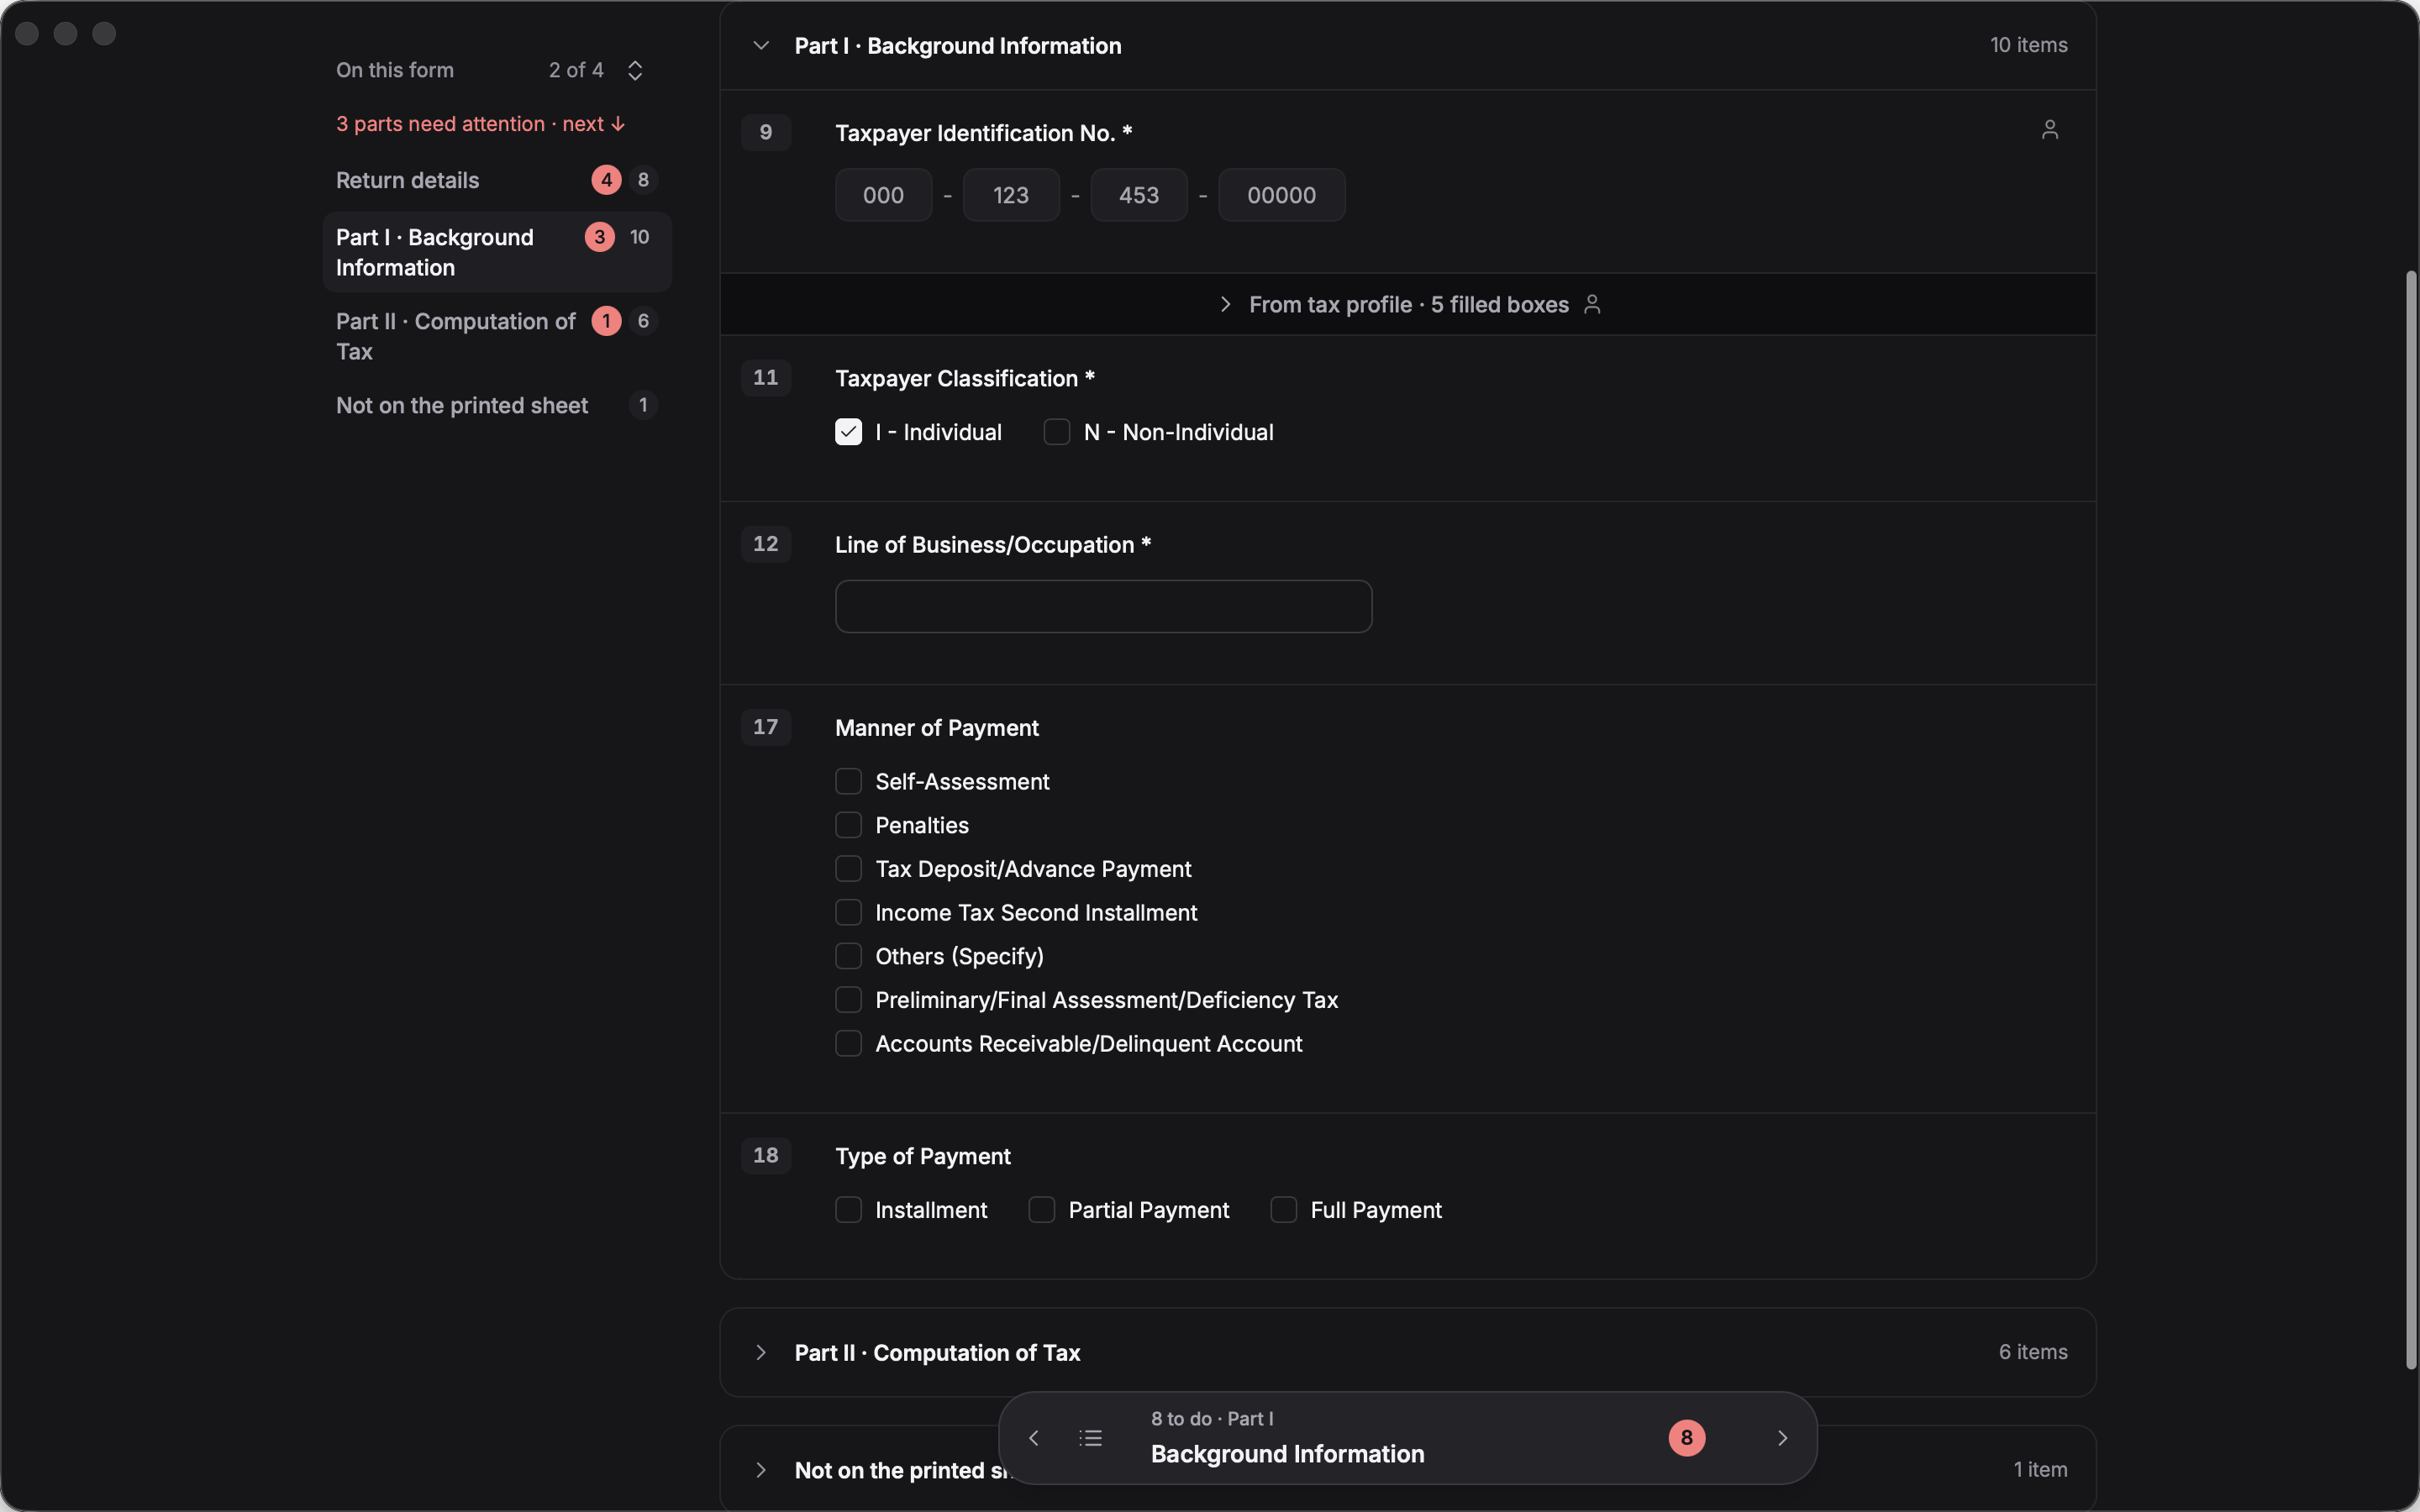 On this form 2 of 4
3 parts need attention · next ↓
Return details 4 8
Part I · Background Information 3 10
Part II · Computation of Tax 1 6
Not on the printed sheet 1
Part I · Background Information 10 items
9 Taxpayer Identification No. *
000 - 123 - 453 - 00000
From tax profile · 5 filled boxes
11 Taxpayer Classification *
I - Individual N - Non-Individual
12 Line of Business/Occupation *
17 Manner of Payment
Self-Assessment
Penalties
Tax Deposit/Advance Payment
Income Tax Second Installment
Others (Specify)
Preliminary/Final Assessment/Deficiency Tax
Accounts Receivable/Delinquent Account
18 Type of Payment
Installment Partial Payment Full Payment
Part II · Computation of Tax 6 items
Not on the printed 1 item
8 to do · Part I
Background Information 8